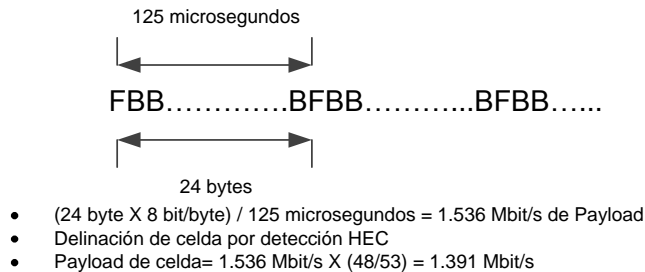 125 microsegundos
FBB………….BFBB………...BFBB…...
24 bytes
• (24 byte X 8 bit/byte) / 125 microsegundos = 1.536 Mbit/s de Payload
• Delinación de celda por detección HEC
• Payload de celda= 1.536 Mbit/s X (48/53) = 1.391 Mbit/s